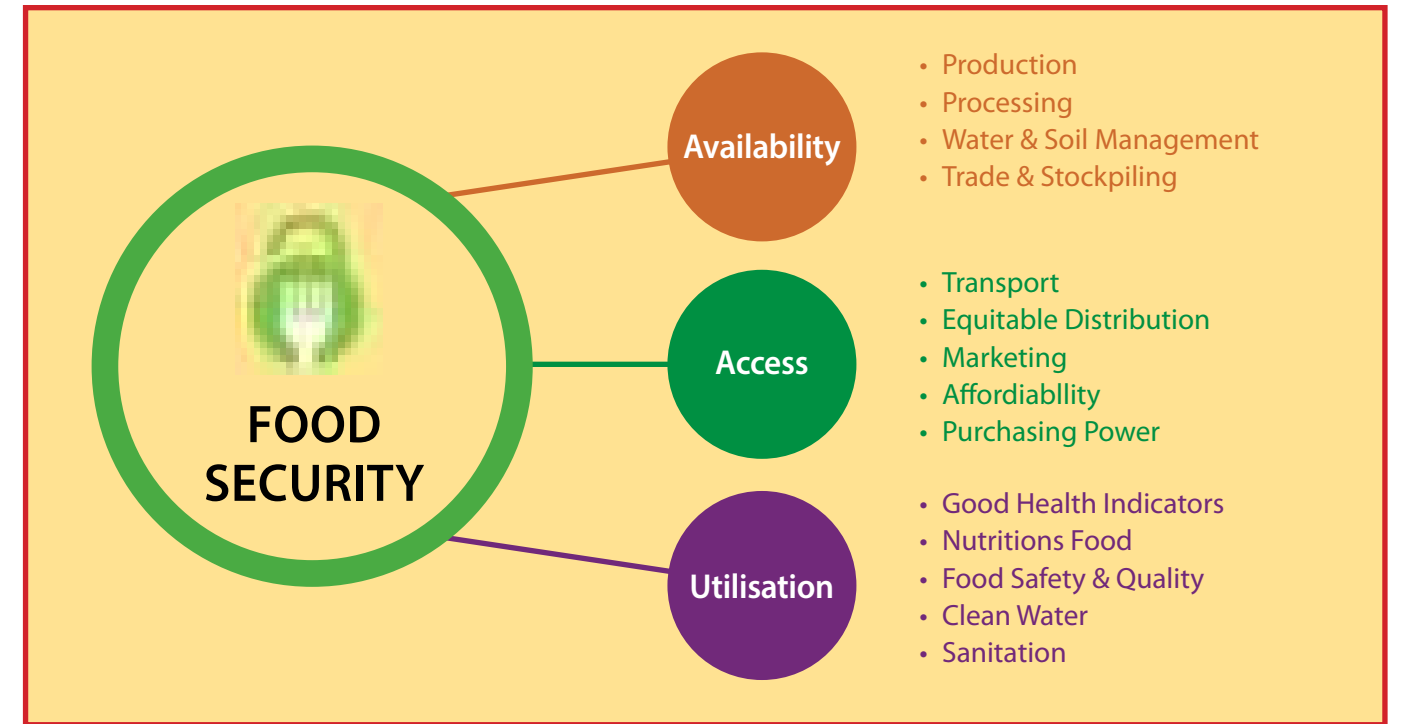 FOOD
SECURITY
Availability
• Production
• Processing
• Water & Soil Management
• Trade & Stockpiling
Access
• Transport
• Equitable Distribution
• Marketing
• Affordiabllity
• Purchasing Power
Utilisation
• Good Health Indicators
• Nutritions Food
• Food Safety & Quality
• Clean Water
• Sanitation